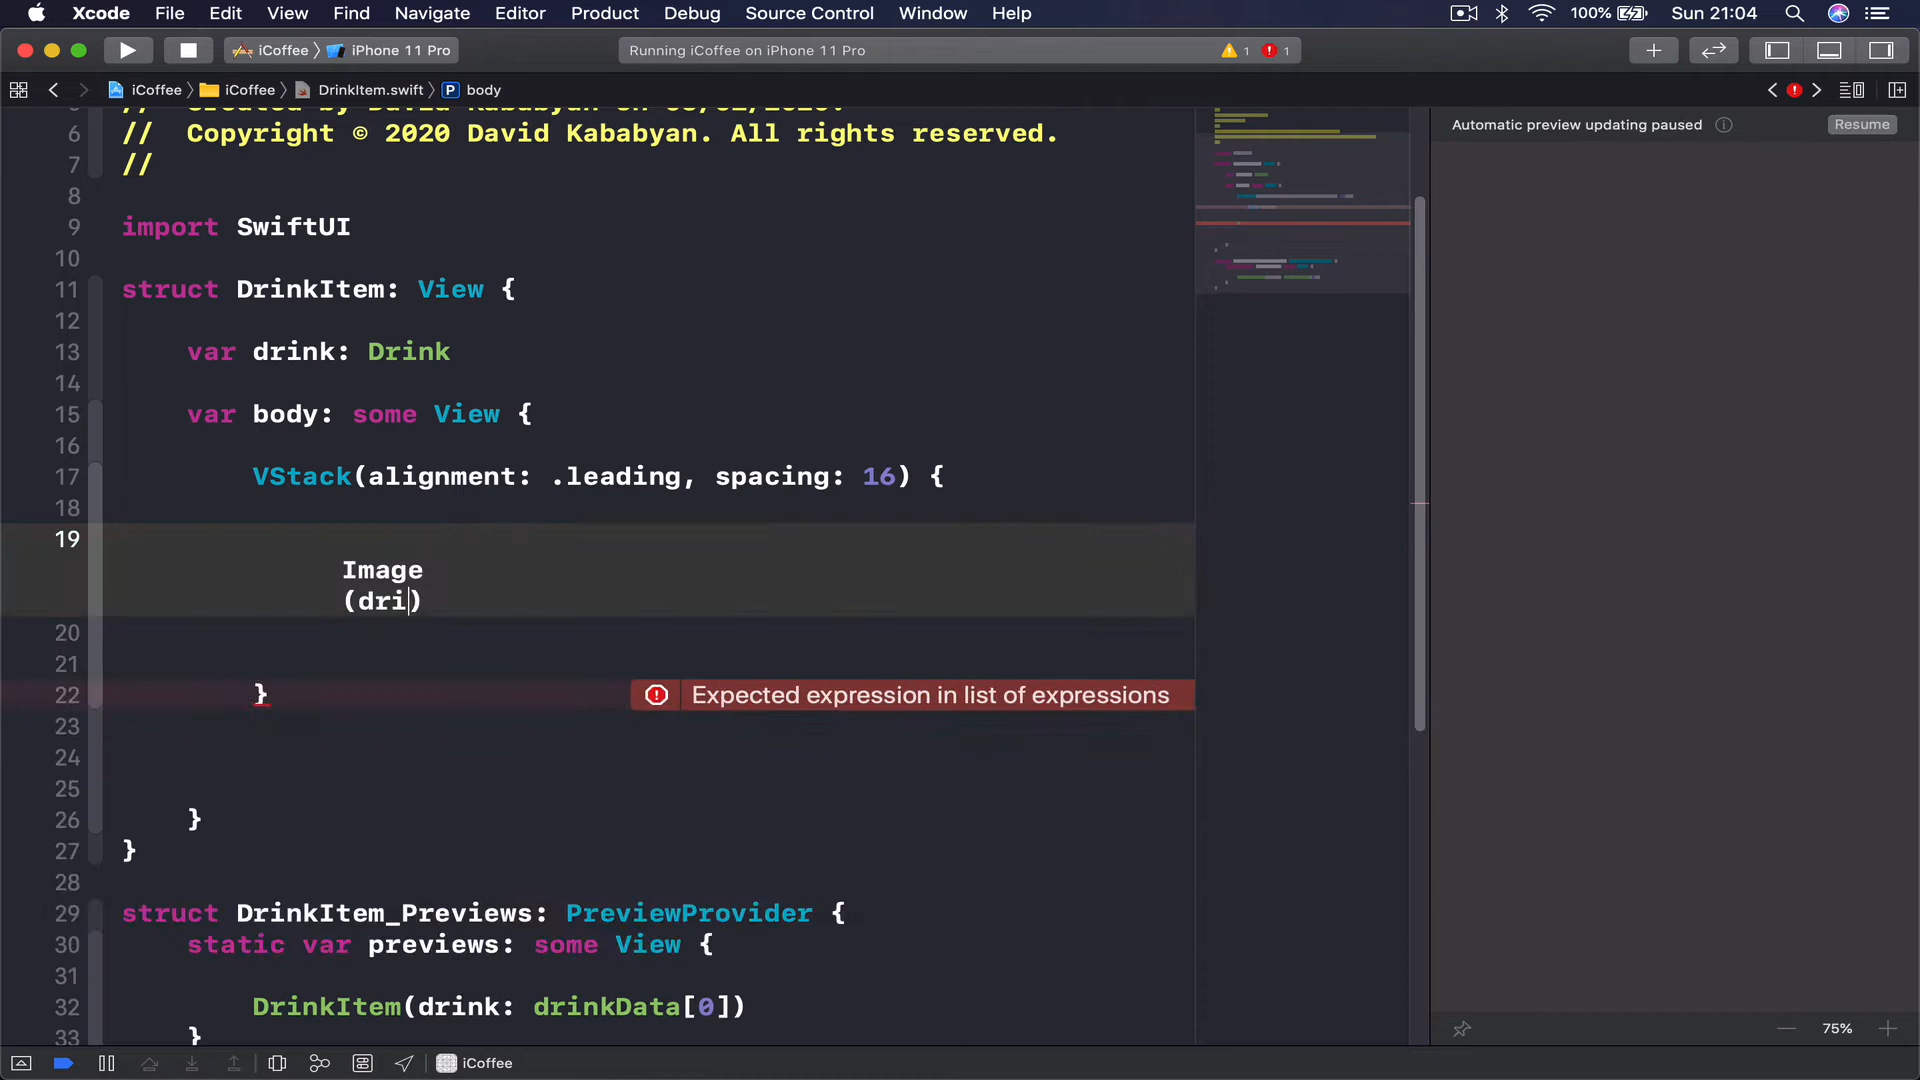 Xcode File Edit View Find Navigate Editor Product Debug Source Control Window Help 100% Sun 21:04
iCoffee iPhone 11 Pro Running iCoffee on iPhone 11 Pro 1 1
iCoffee iCoffee DrinkItem.swift P body
Automatic preview updating paused Resume
6 // Copyright © 2020 David Kababyan. All rights reserved.
7 //
8
9 import SwiftUI
10
11 struct DrinkItem: View {
12
13 var drink: Drink
14
15 var body: some View {
16
17 VStack(alignment: .leading, spacing: 16) {
18
19
Image
(dri)
20
21
22 } Expected expression in list of expressions
23
24
25
26 }
27 }
28
29 struct DrinkItem_Previews: PreviewProvider {
30 static var previews: some View {
31
32 DrinkItem(drink: drinkData[0])
33 }
75%
iCoffee